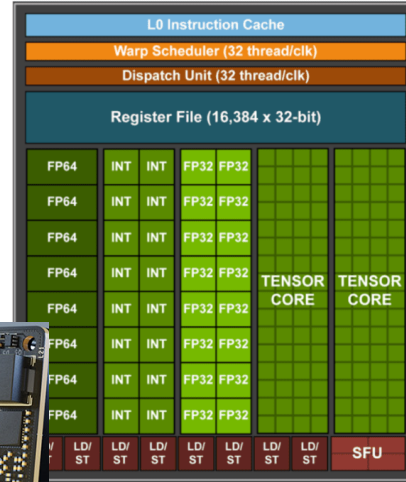 L0 Instruction Cache
Warp Scheduler (32 thread/clk)
Dispatch Unit (32 thread/clk)
Register File (16,384 x 32-bit)
FP64 INT INT FP32 FP32
FP64 INT INT FP32 FP32
FP64 INT INT FP32 FP32
FP64 INT INT FP32 FP32
TENSOR CORE TENSOR CORE
FP64 INT INT FP32 FP32
FP64 INT INT FP32 FP32
FP64 INT INT FP32 FP32
FP64 INT INT FP32 FP32
LD/ LD/ LD/ LD/ LD/ LD/ LD/ SFU
ST ST ST ST ST ST ST